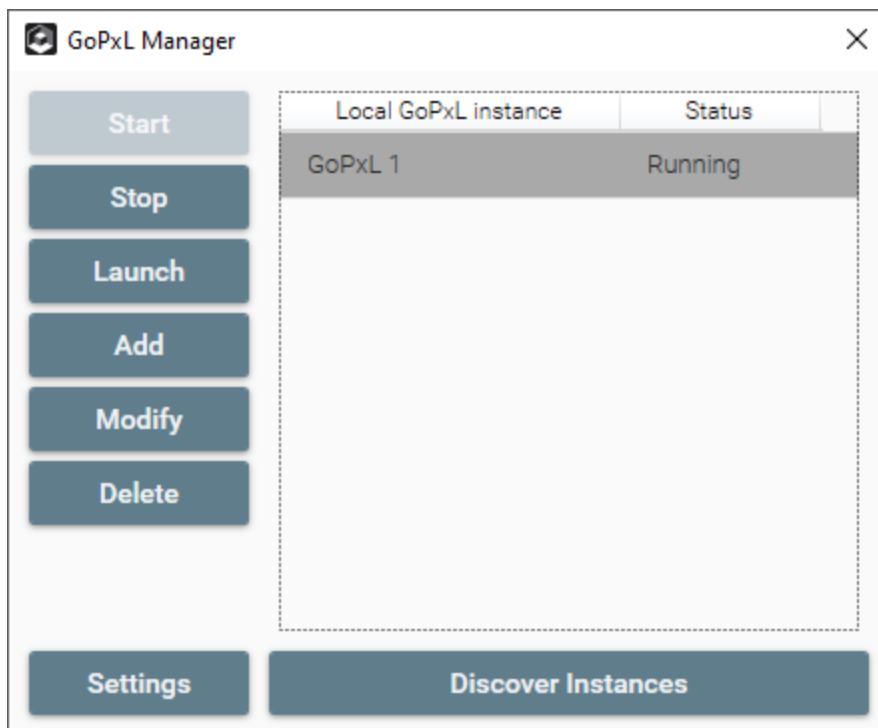 GoPxL Manager
Start
Stop
Launch
Add
Modify
Delete
Settings
Local GoPxL instance Status
GoPxL 1 Running
Discover Instances